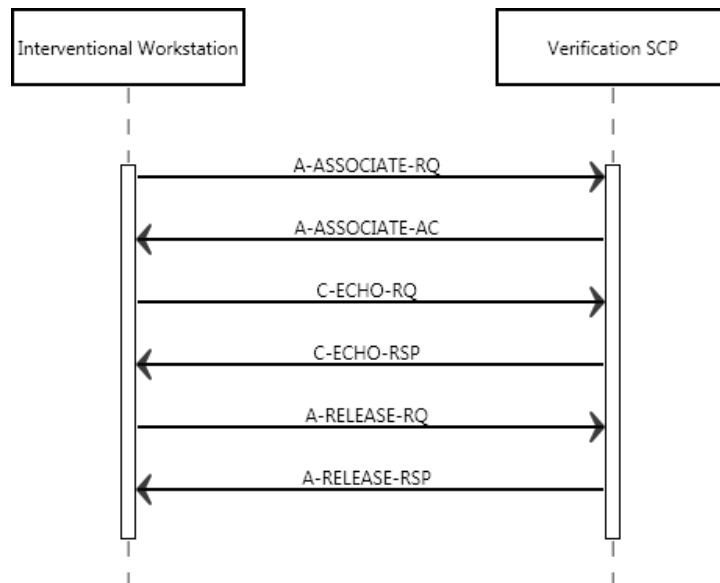 Interventional Workstation
Verification SCP
A-ASSOCIATE-RQ
A-ASSOCIATE-AC
C-ECHO-RQ
C-ECHO-RSP
A-RELEASE-RQ
A-RELEASE-RSP